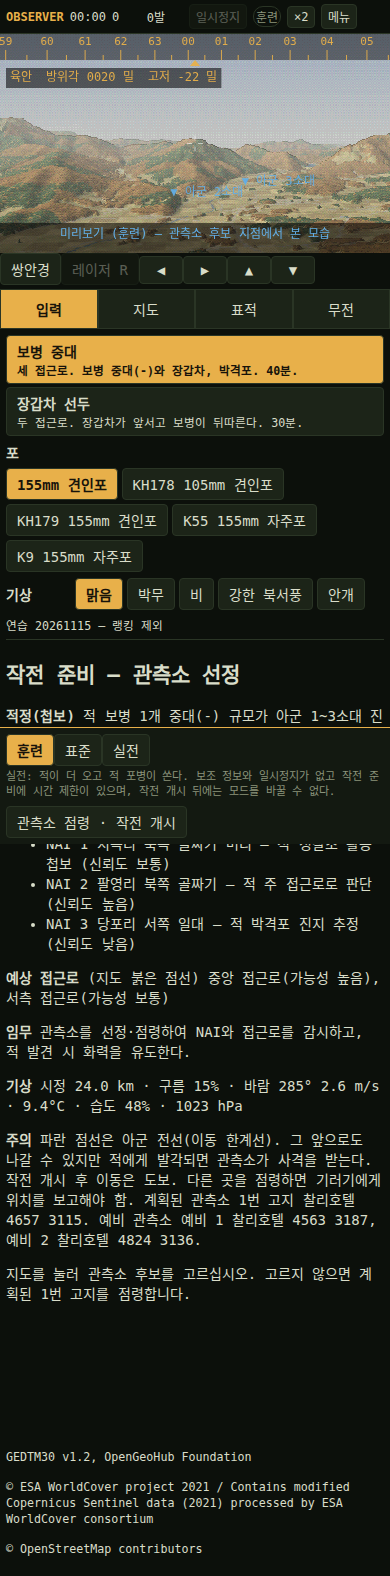 OBSERVER 00:00 0 0발 일시정지 훈련 ×2 메뉴
59 60 61 62 63 00 01 02 03 04 05
육안 방위각 0020 밀 고저 -22 밀
미리보기 (훈련) — 관측소 후보 지점에서 본 모습
쌍안경 레이저 R ◀ ▶ ▲ ▼
입력 지도 표적 무전
보병 중대
세 접근로. 보병 중대(-)와 장갑차, 박격포. 40분.
장갑차 선두
두 접근로. 장갑차가 앞서고 보병이 뒤따른다. 30분.
포
155mm 견인포 KH178 105mm 견인포
KH179 155mm 견인포 K55 155mm 자주포
K9 155mm 자주포
기상 맑음 박무 비 강한 북서풍 안개
연습 20261115 — 랭킹 제외
작전 준비 — 관측소 선정
적정(첩보) 적 보병 1개 중대(-) 규모가 아군 1~3소대 진
훈련 표준 실전
실전: 적이 더 오고 적 포병이 쏜다. 보조 정보와 일시정지가 없고 작전 준
비에 시간 제한이 있으며, 작전 개시 뒤에는 모드를 바꿀 수 없다.
관측소 점령 · 작전 개시
첩보 (신뢰도 보통)
• NAI 2 팔영리 북쪽 골짜기 — 적 주 접근로로 판단
(신뢰도 높음)
• NAI 3 당포리 서쪽 일대 — 적 박격포 진지 추정
(신뢰도 낮음)
예상 접근로 (지도 붉은 점선) 중앙 접근로(가능성 높음),
서측 접근로(가능성 보통)
임무 관측소를 선정·점령하여 NAI와 접근로를 감시하고,
적 발견 시 화력을 유도한다.
기상 시정 24.0 km · 구름 15% · 바람 285° 2.6 m/s
· 9.4°C · 습도 48% · 1023 hPa
주의 파란 점선은 아군 전선(이동 한계선). 그 앞으로도
나갈 수 있지만 적에게 발각되면 관측소가 사격을 받는다.
작전 개시 후 이동은 도보. 다른 곳을 점령하면 기러기에게
위치를 보고해야 함. 계획된 관측소 1번 고지 찰리호텔
4657 3115. 예비 관측소 예비 1 찰리호텔 4563 3187,
예비 2 찰리호텔 4824 3136.
지도를 눌러 관측소 후보를 고르십시오. 고르지 않으면 계
획된 1번 고지를 점령합니다.
GEDTM30 v1.2, OpenGeoHub Foundation
© ESA WorldCover project 2021 / Contains modified
Copernicus Sentinel data (2021) processed by ESA
WorldCover consortium
© OpenStreetMap contributors